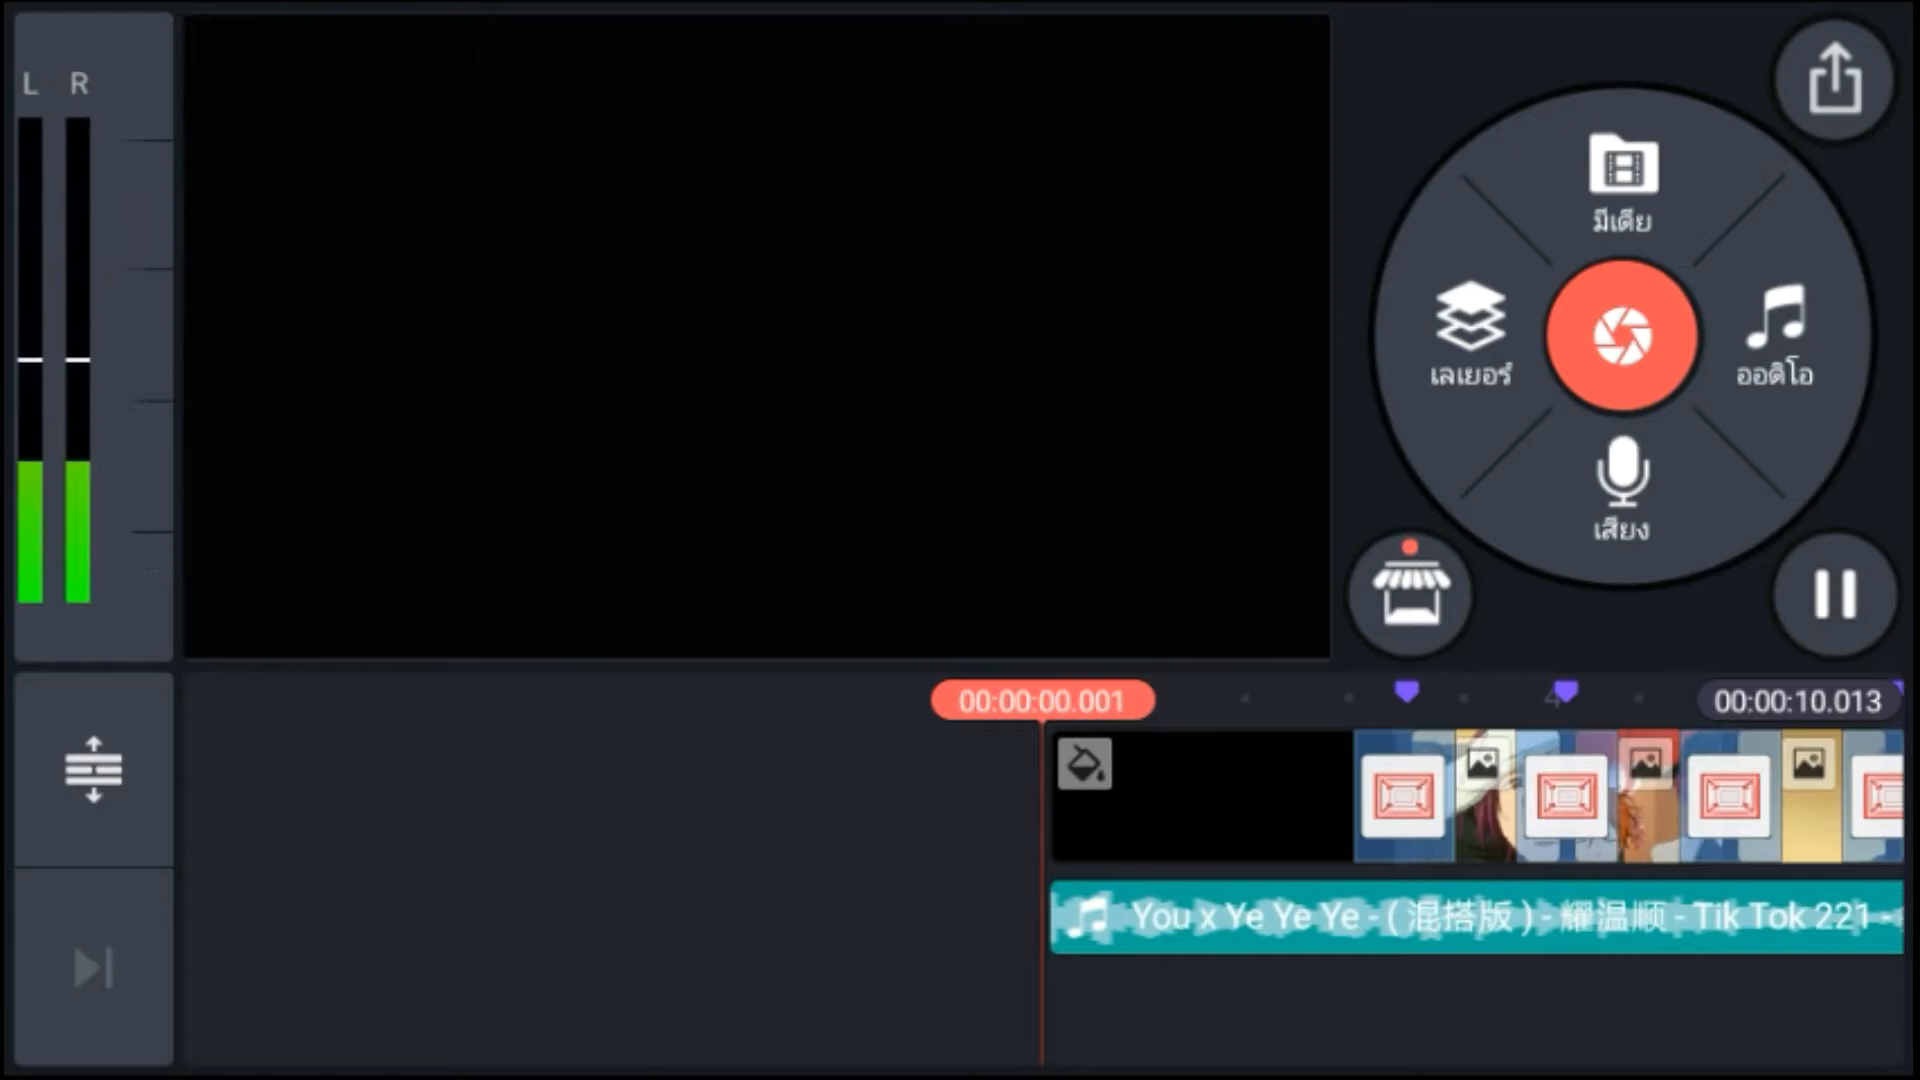 L R
มีเดีย
เลเยอร์
ออดิโอ
เสียง
00:00:00.001
4
00:00:10.013
You x Ye Ye Ye - ( 混搭版 ) - 耀温顺 - Tik Tok 221 -